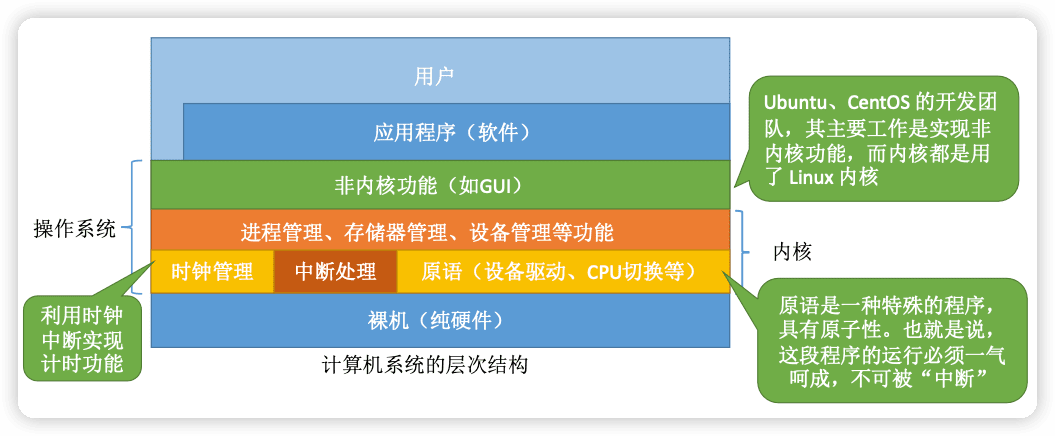 用户
应用程序（软件）
非内核功能（如GUI）
进程管理、存储器管理、设备管理等功能
时钟管理
中断处理
原语（设备驱动、CPU切换等）
裸机（纯硬件）
计算机系统的层次结构
操作系统
内核
利用时钟
中断实现
计时功能
Ubuntu、CentOS 的开发团
队，其主要工作是实现非
内核功能，而内核都是用
了 Linux 内核
原语是一种特殊的程序，
具有原子性。也就是说，
这段程序的运行必须一气
呵成，不可被“中断”